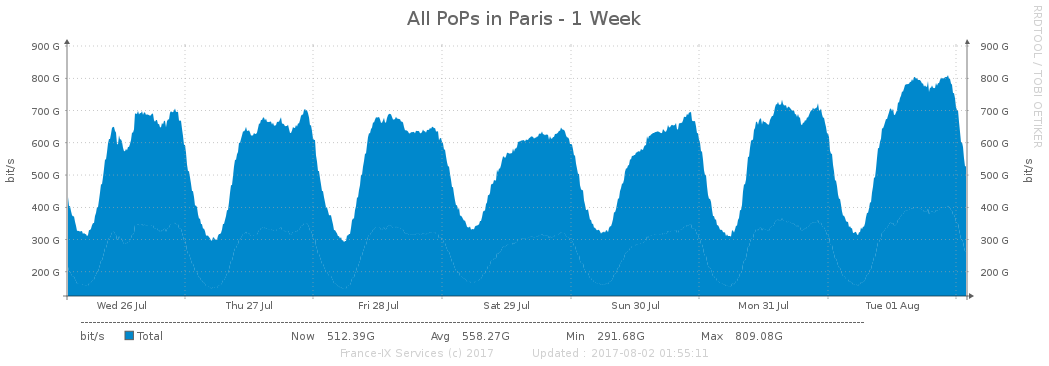 All PoPs in Paris - 1 Week
RRDTOOL / TOBI OETIKER
bit/s
900 G
800 G
700 G
600 G
500 G
400 G
300 G
200 G
900 G
800 G
700 G
600 G
500 G
400 G
300 G
200 G
bit/s
Wed 26 Jul Thu 27 Jul Fri 28 Jul Sat 29 Jul Sun 30 Jul Mon 31 Jul Tue 01 Aug
bit/s Total Now 512.39G Avg 558.27G Min 291.68G Max 809.08G
France-IX Services (c) 2017 Updated : 2017-08-02 01:55:11